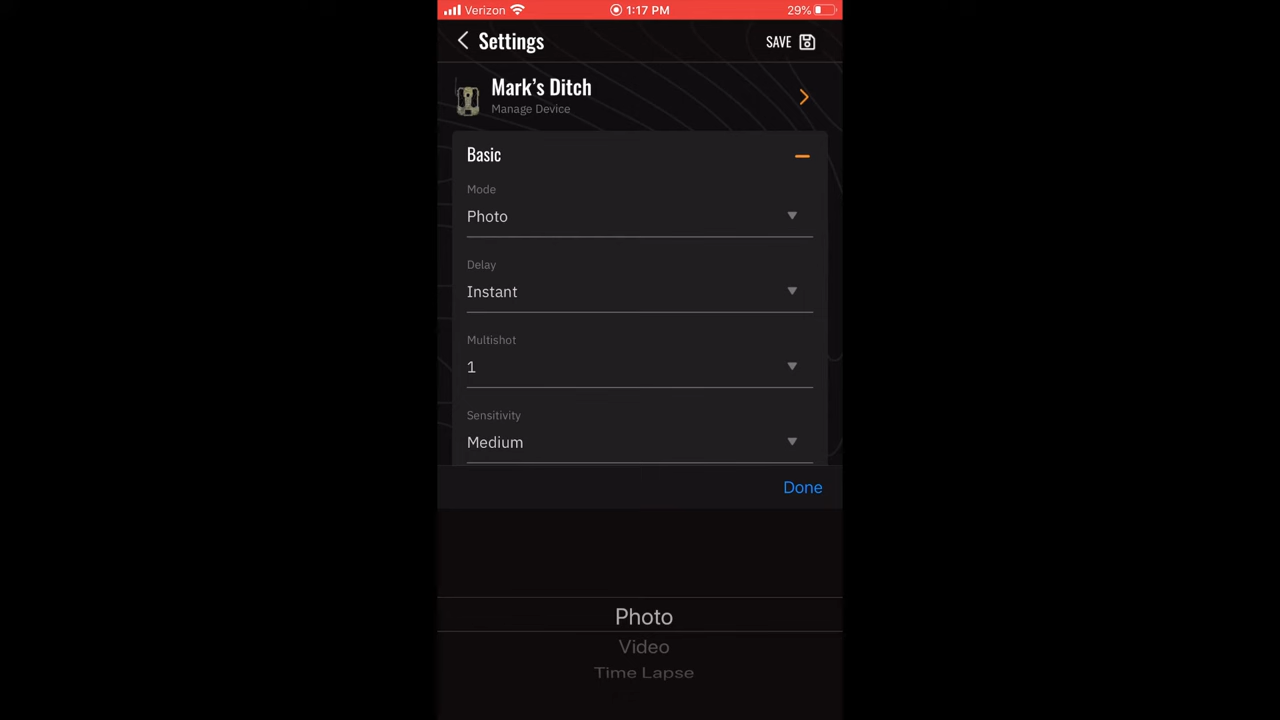 Verizon 1:17 PM 29%
Settings SAVE
Mark's Ditch
Manage Device
Basic
Mode
Photo
Delay
Instant
Multishot
1
Sensitivity
Medium
Done
Photo
Video
Time Lapse